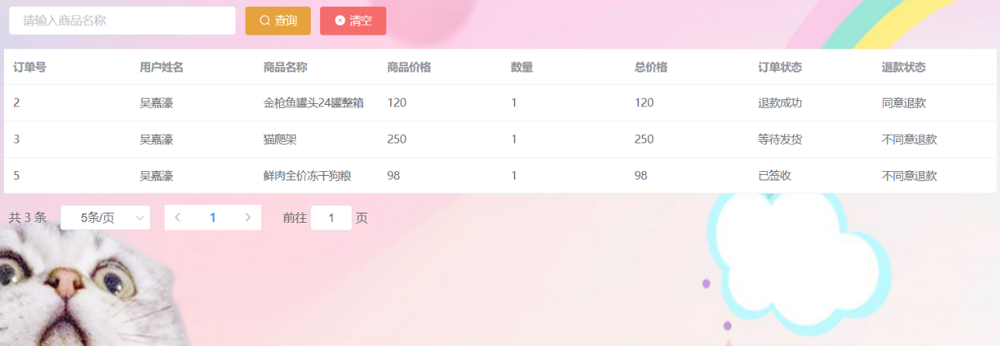 请输入商品名称 查询 清空
订单号 用户姓名 商品名称 商品价格 数量 总价格 订单状态 退款状态
2 吴嘉濠 金枪鱼罐头24罐整箱 120 1 120 退款成功 同意退款
3 吴嘉濠 猫爬架 250 1 250 等待发货 不同意退款
5 吴嘉濠 鲜肉全价冻干狗粮 98 1 98 已签收 不同意退款
共 3 条 5条/页 1 前往 1 页